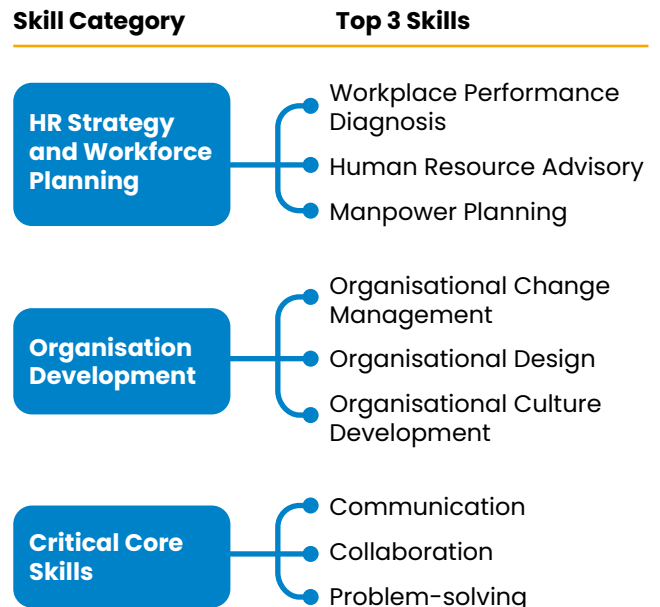 Skill Category
Top 3 Skills
HR Strategy
and Workforce
Planning
Workplace Performance
Diagnosis
Human Resource Advisory
Manpower Planning
Organisation
Development
Organisational Change
Management
Organisational Design
Organisational Culture
Development
Critical Core
Skills
Communication
Collaboration
Problem-solving